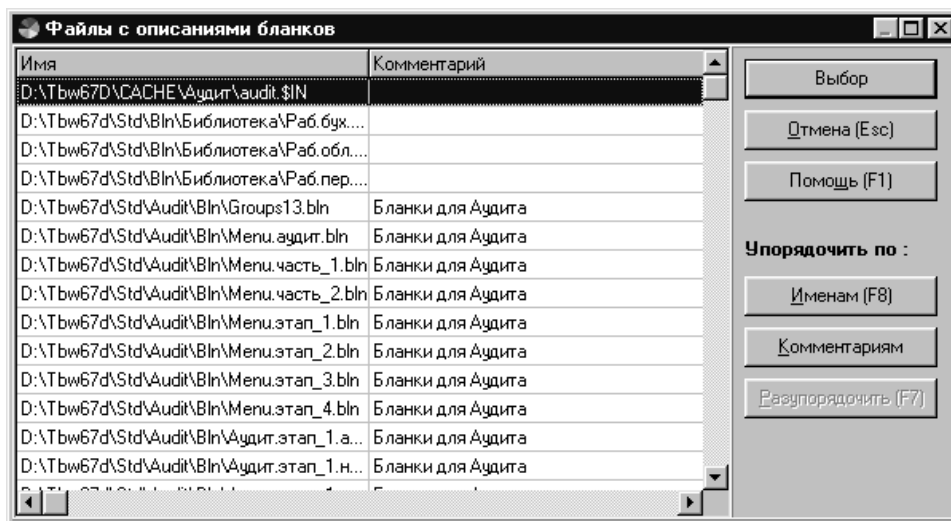 Файлы с описаниями бланков
Имя Комментарий
D:\Tbw67D\CACHE\Аудит\audit.$IN
D:\Tbw67d\Std\Bln\Библиотека\Раб.бух....
D:\Tbw67d\Std\Bln\Библиотека\Раб.обл....
D:\Tbw67d\Std\Bln\Библиотека\Раб.пер....
D:\Tbw67d\Std\Audit\Bln\Groups13.bln Бланки для Аудита
D:\Tbw67d\Std\Audit\Bln\Menu.аудит.bln Бланки для Аудита
D:\Tbw67d\Std\Audit\Bln\Menu.часть_1.bln Бланки для Аудита
D:\Tbw67d\Std\Audit\Bln\Menu.часть_2.bln Бланки для Аудита
D:\Tbw67d\Std\Audit\Bln\Menu.этап_1.bln Бланки для Аудита
D:\Tbw67d\Std\Audit\Bln\Menu.этап_2.bln Бланки для Аудита
D:\Tbw67d\Std\Audit\Bln\Menu.этап_3.bln Бланки для Аудита
D:\Tbw67d\Std\Audit\Bln\Menu.этап_4.bln Бланки для Аудита
D:\Tbw67d\Std\Audit\Bln\Аудит.этап_1.а... Бланки для Аудита
D:\Tbw67d\Std\Audit\Bln\Аудит.этап_1.н... Бланки для Аудита
Выбор
Отмена (Esc)
Помощь (F1)
Упорядочить по :
Именам (F8)
Комментариям
Разупорядочить (F7)